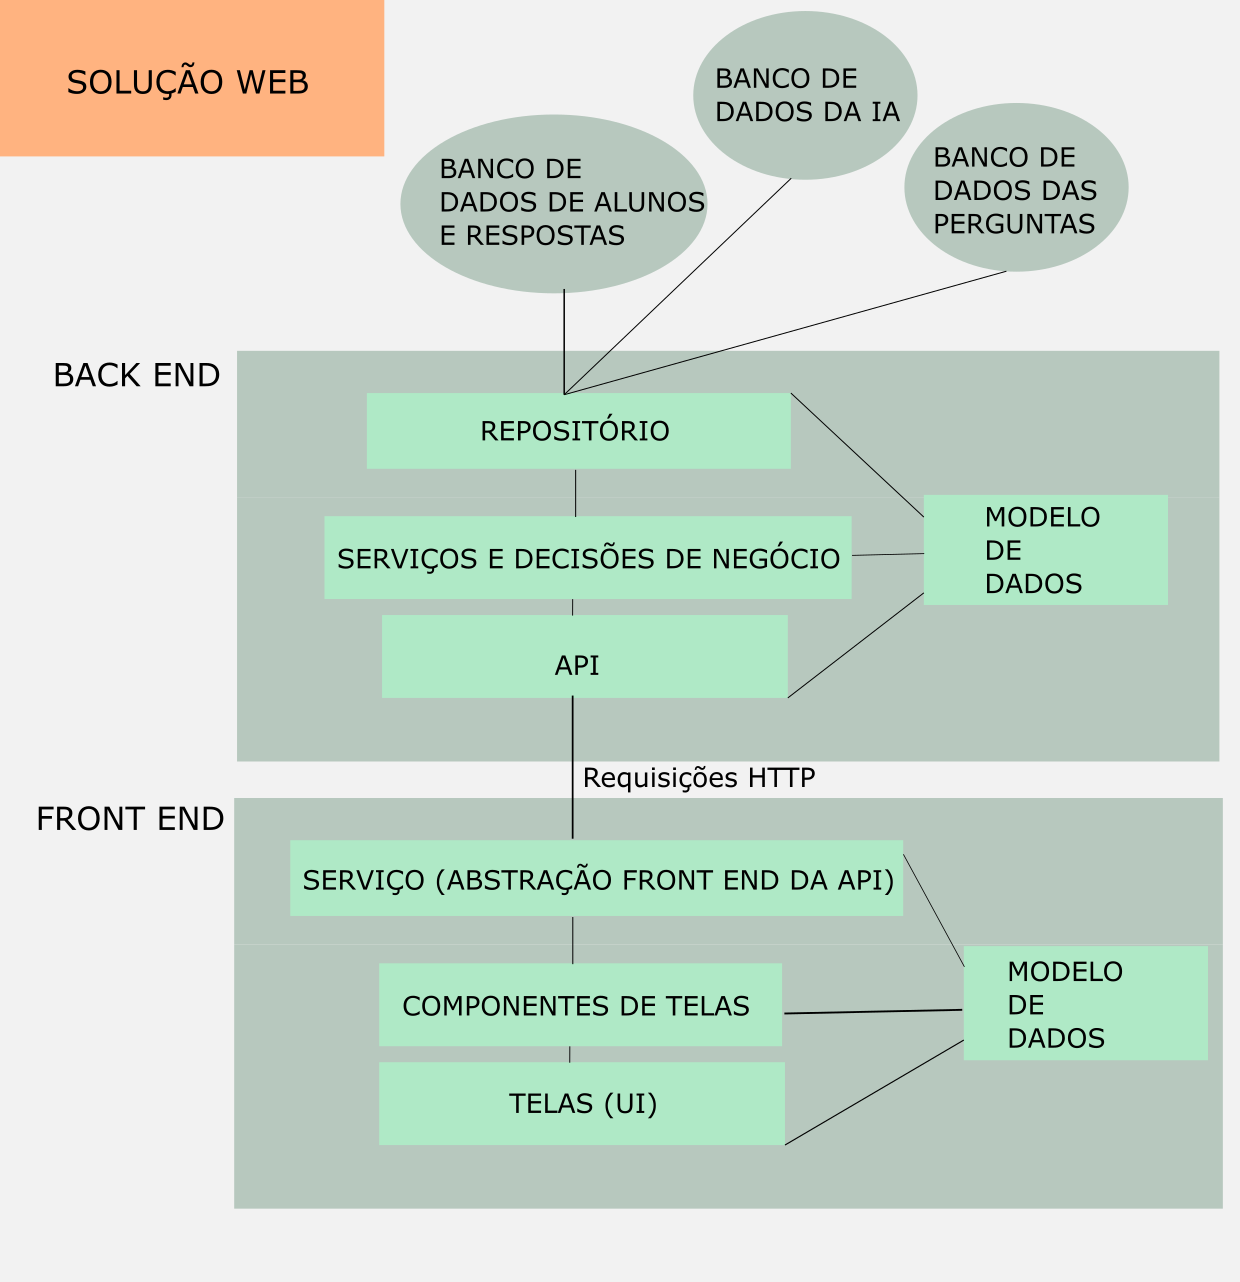 SOLUÇÃO WEB
BANCO DE
DADOS DA IA
BANCO DE
DADOS DE ALUNOS
E RESPOSTAS
BANCO DE
DADOS DAS
PERGUNTAS
BACK END
REPOSITÓRIO
SERVIÇOS E DECISÕES DE NEGÓCIO
MODELO
DE
DADOS
API
Requisições HTTP
FRONT END
SERVIÇO (ABSTRAÇÃO FRONT END DA API)
COMPONENTES DE TELAS
MODELO
DE
DADOS
TELAS (UI)